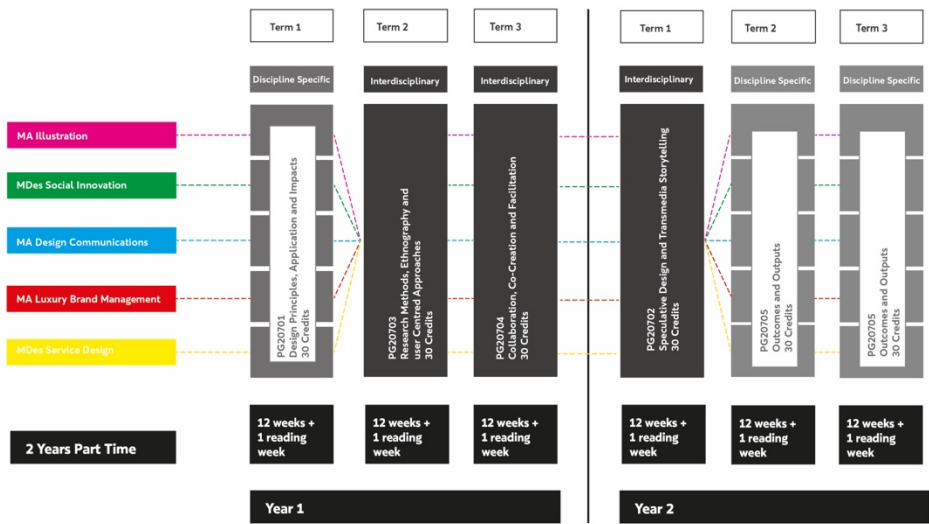 Term 1
Term 2
Term 3
Term 1
Term 2
Term 3
Discipline Specific
Interdisciplinary
Interdisciplinary
Interdisciplinary
Discipline Specific
Discipline Specific
MA Illustration
MDes Social Innovation
MA Design Communications
MA Luxury Brand Management
MDes Service Design
PG20701
Design Principles, Application and Impacts
30 Credits
PG20703
Research Methods, Ethnography and
user Centred Approaches
30 Credits
PG20704
Collaboration, Co-Creation and Facilitation
30 Credits
PG20702
Speculative Design and Transmedia Storytelling
30 Credits
PG20705
Outcomes and Outputs
30 Credits
PG20705
Outcomes and Outputs
30 Credits
2 Years Part Time
12 weeks +
1 reading
week
12 weeks +
1 reading
week
12 weeks +
1 reading
week
12 weeks +
1 reading
week
12 weeks +
1 reading
week
12 weeks +
1 reading
week
Year 1
Year 2